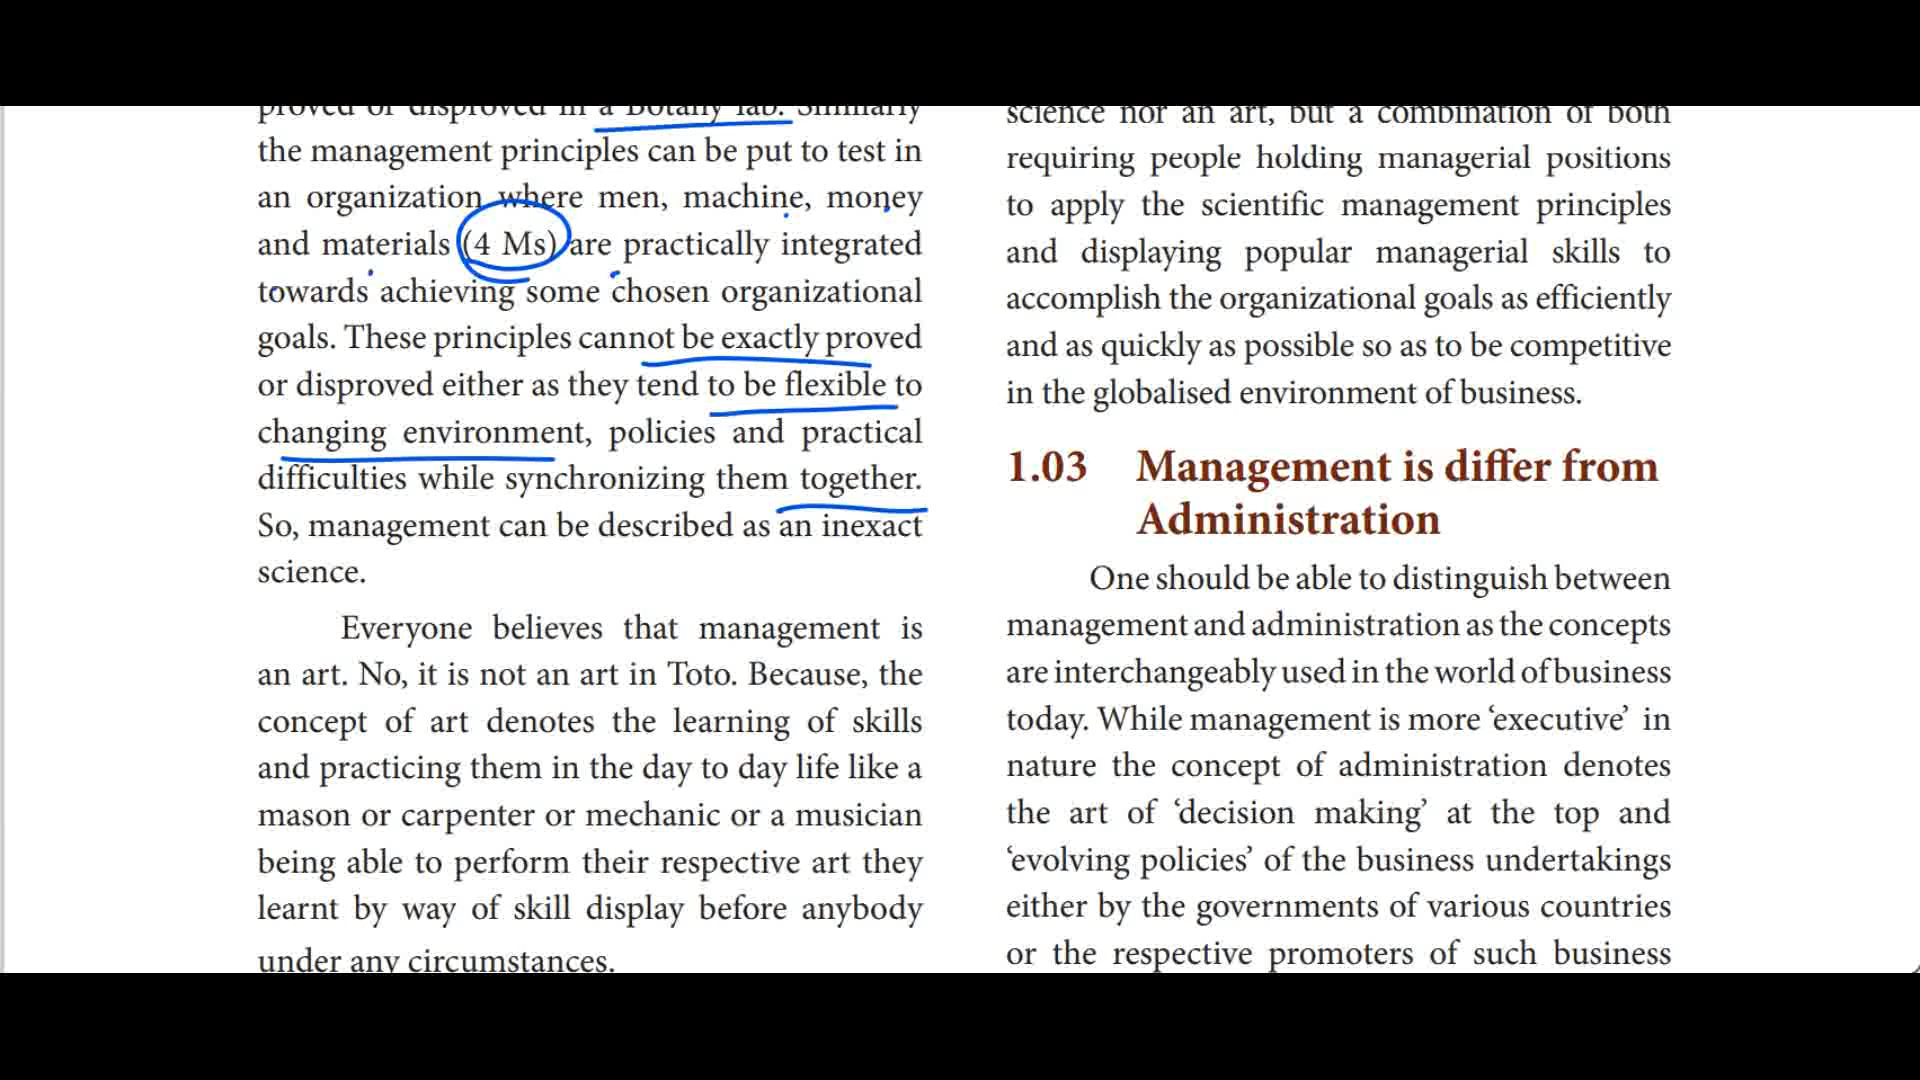 proved or disproved in a Botany lab. Similarly
the management principles can be put to test in
an organization where men, machine, money
and materials (4 Ms) are practically integrated
towards achieving some chosen organizational
goals. These principles cannot be exactly proved
or disproved either as they tend to be flexible to
changing environment, policies and practical
difficulties while synchronizing them together.
So, management can be described as an inexact
science.
Everyone believes that management is
an art. No, it is not an art in Toto. Because, the
concept of art denotes the learning of skills
and practicing them in the day to day life like a
mason or carpenter or mechanic or a musician
being able to perform their respective art they
learnt by way of skill display before anybody
under any circumstances.
science nor an art, but a combination of both
requiring people holding managerial positions
to apply the scientific management principles
and displaying popular managerial skills to
accomplish the organizational goals as efficiently
and as quickly as possible so as to be competitive
in the globalised environment of business.
1.03 Management is differ from
Administration
One should be able to distinguish between
management and administration as the concepts
are interchangeably used in the world of business
today. While management is more ‘executive’ in
nature the concept of administration denotes
the art of ‘decision making’ at the top and
‘evolving policies’ of the business undertakings
either by the governments of various countries
or the respective promoters of such business